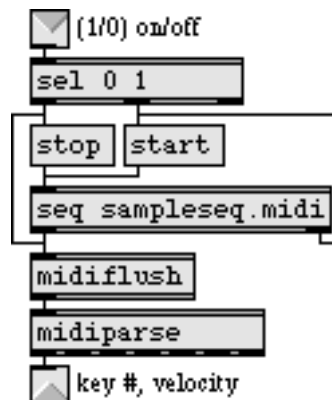 (1/0) on/off
sel 0 1
stop start
seq sampleseq.midi
midiflush
midiparse
key #, velocity